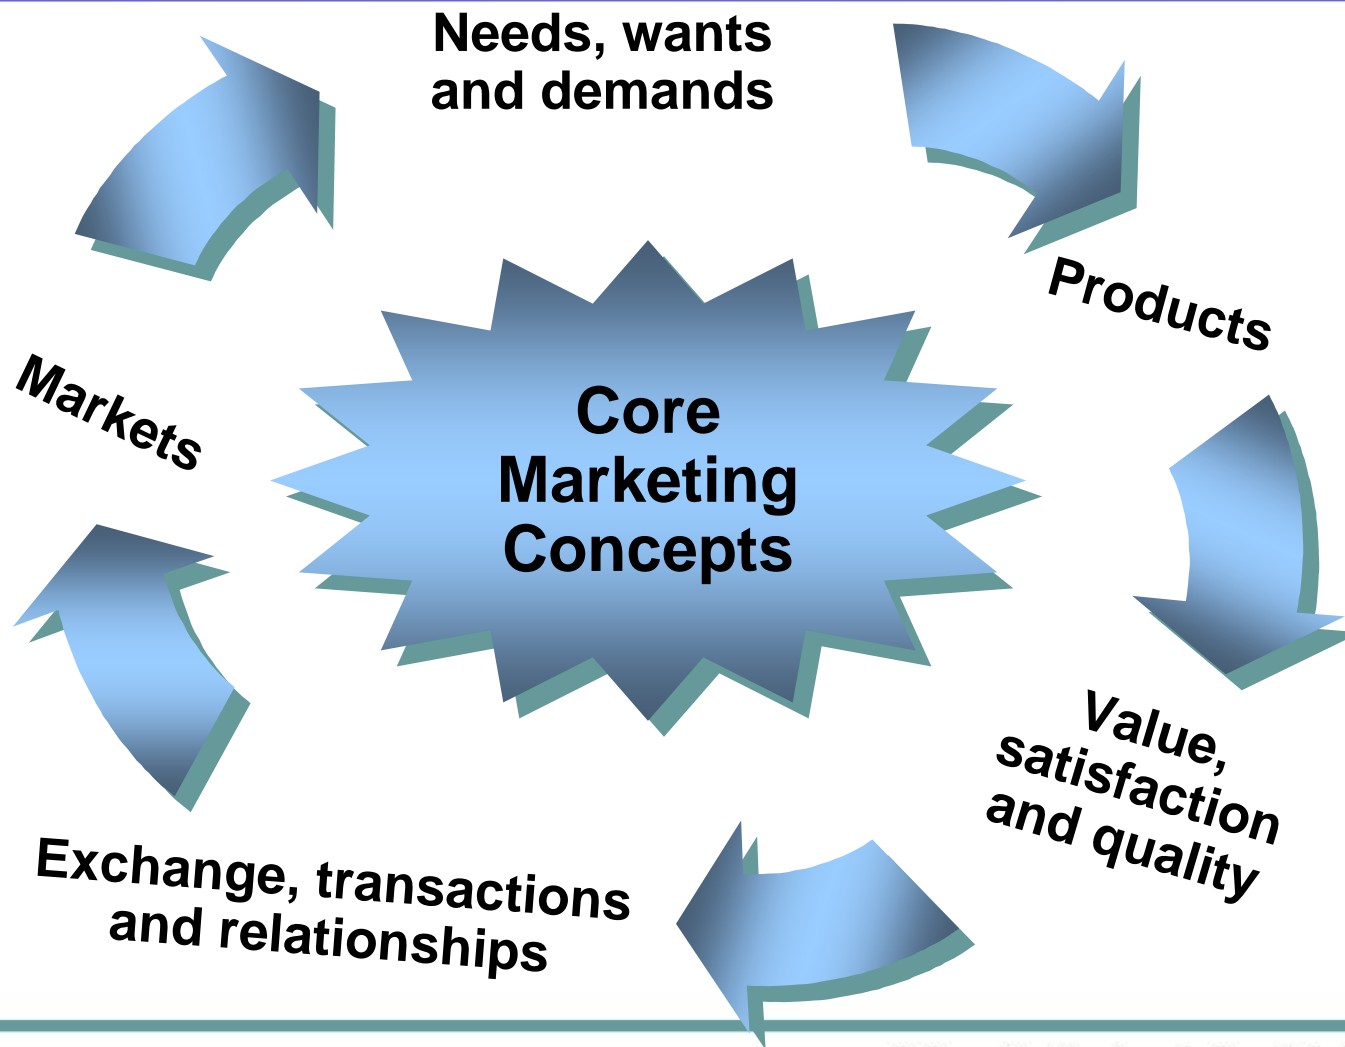 Needs, wants
and demands
Products
Markets
Core
Marketing
Concepts
Value,
satisfaction
and quality
Exchange, transactions
and relationships